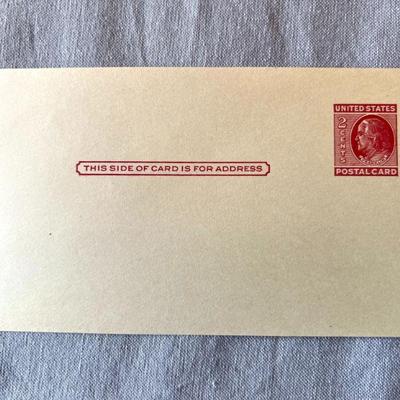 UNITED STATES
2 CENTS
POSTAL CARD
THIS SIDE OF CARD IS FOR ADDRESS